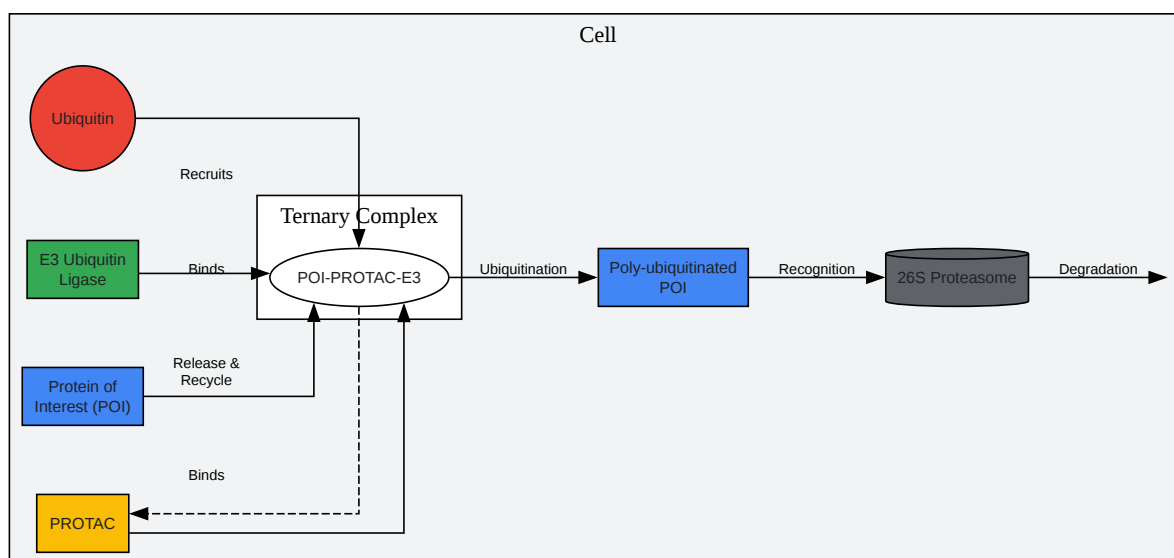 Cell
Ubiquitin
Recruits
Ternary Complex
E3 Ubiquitin
Ligase
Binds
POI-PROTAC-E3
Ubiquitination
Poly-ubiquitinated
POI
Recognition
26S Proteasome
Degradation
Release &
Recycle
Protein of
Interest (POI)
Binds
PROTAC